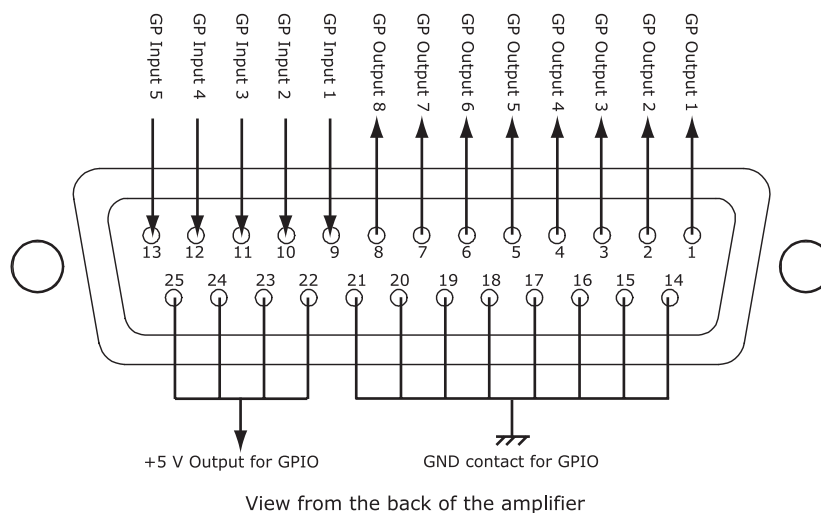 GP Input 5
GP Input 4
GP Input 3
GP Input 2
GP Input 1
GP Output 8
GP Output 7
GP Output 6
GP Output 5
GP Output 4
GP Output 3
GP Output 2
GP Output 1
13 12 11 10 9 8 7 6 5 4 3 2 1
25 24 23 22 21 20 19 18 17 16 15 14
+5 V Output for GPIO
GND contact for GPIO
View from the back of the amplifier